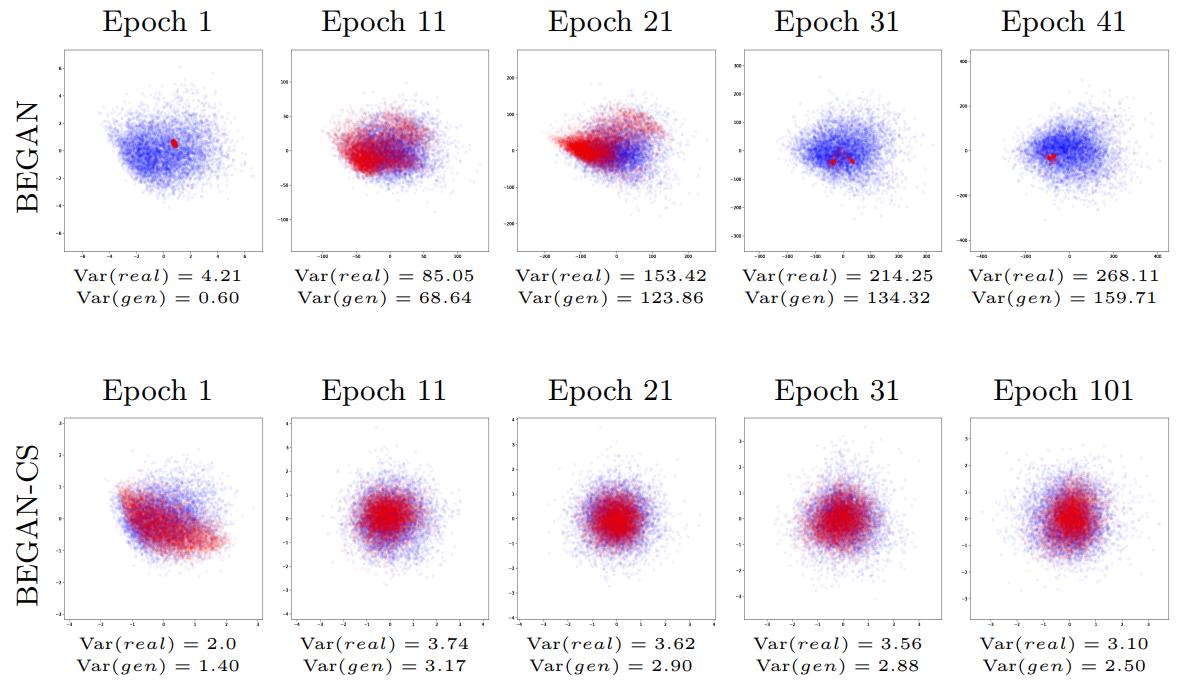 Epoch 1 Epoch 11 Epoch 21 Epoch 31 Epoch 41
BEGAN
Var(real) = 4.21 Var(real) = 85.05 Var(real) = 153.42 Var(real) = 214.25 Var(real) = 268.11
Var(gen) = 0.60 Var(gen) = 68.64 Var(gen) = 123.86 Var(gen) = 134.32 Var(gen) = 159.71
Epoch 1 Epoch 11 Epoch 21 Epoch 31 Epoch 101
BEGAN-CS
Var(real) = 2.0 Var(real) = 3.74 Var(real) = 3.62 Var(real) = 3.56 Var(real) = 3.10
Var(gen) = 1.40 Var(gen) = 3.17 Var(gen) = 2.90 Var(gen) = 2.88 Var(gen) = 2.50